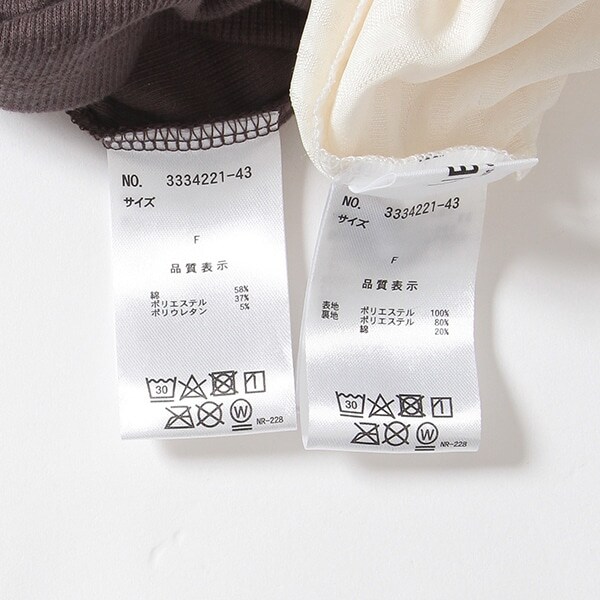 NO. 3334221-43
サイズ
F
品質表示
綿 58%
ポリエステル 37%
ポリウレタン 5%
30
W
NR-228
E
NO. 3334221-43
サイズ
F
品質表示
表地 ポリエステル 100%
裏地 ポリエステル 80%
綿 20%
30
W
NR-228